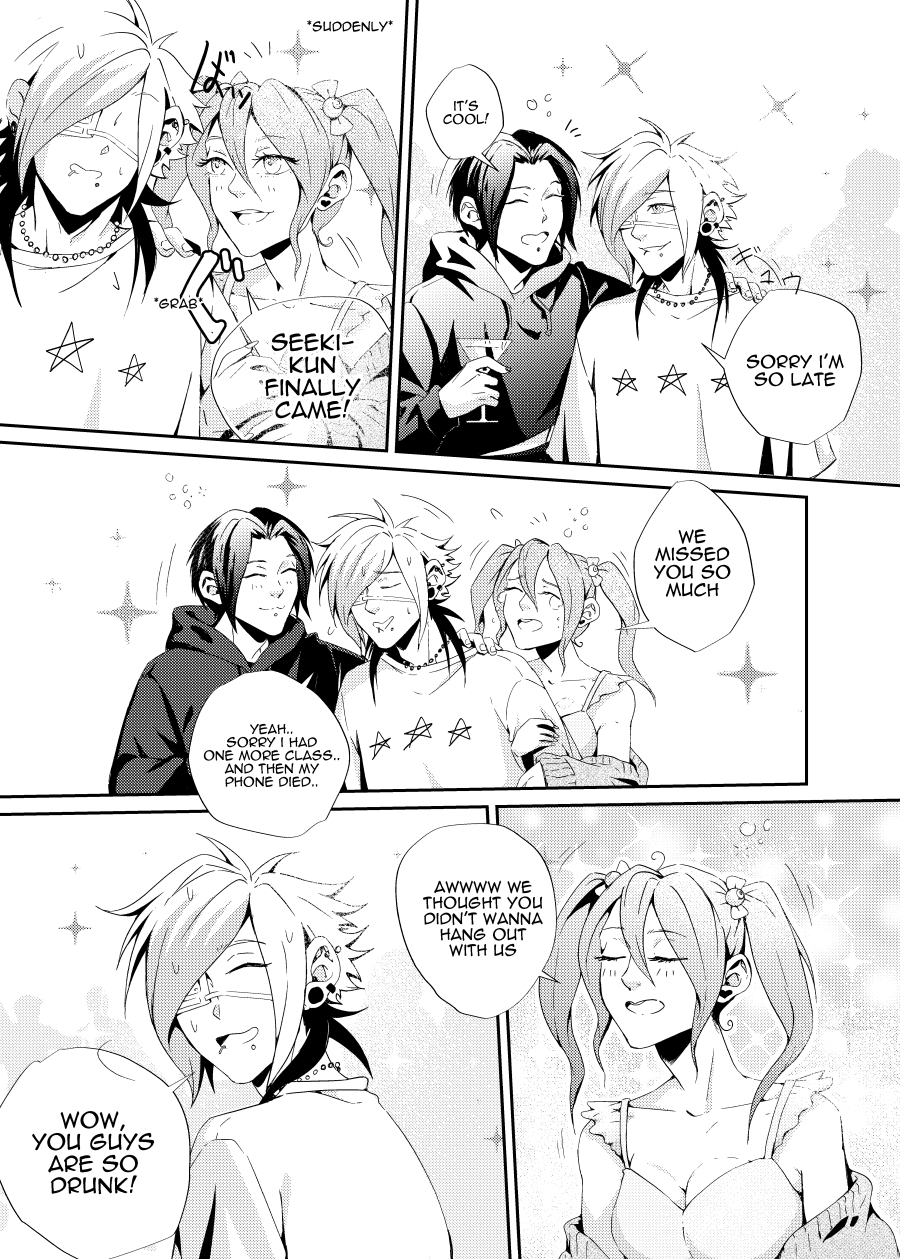 IT'S
COOL!
SORRY I'M
SO LATE
*SUDDENLY*
*GRAB*
SEEKI-
KUN
FINALLY
CAME!
WE
MISSED
YOU SO
MUCH
YEAH..
SORRY I HAD
ONE MORE CLASS..
AND THEN MY
PHONE DIED..
AWWWW WE
THOUGHT YOU
DIDN'T WANNA
HANG OUT
WITH US
WOW,
YOU GUYS
ARE SO
DRUNK!